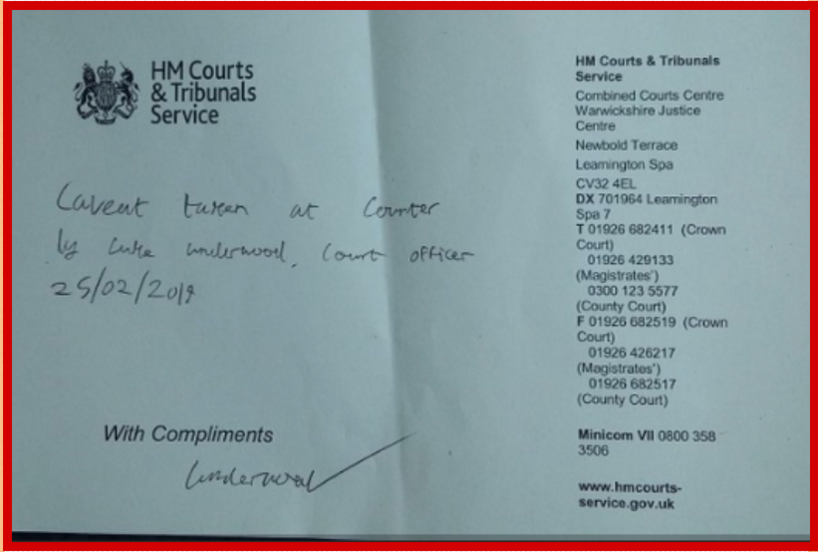 HM Courts
& Tribunals
Service
Caveat taken at Counter
by Luke Underwood, Court officer
25/02/2019
With Compliments
Underwood
HM Courts & Tribunals
Service
Combined Courts Centre
Warwickshire Justice
Centre
Newbold Terrace
Leamington Spa
CV32 4EL
DX 701964 Leamington
Spa 7
T 01926 682411 (Crown
Court)
01926 429133
(Magistrates')
0300 123 5577
(County Court)
F 01926 682519 (Crown
Court)
01926 426217
(Magistrates')
01926 682517
(County Court)
Minicom VII 0800 358
3506
www.hmcourts-
service.gov.uk